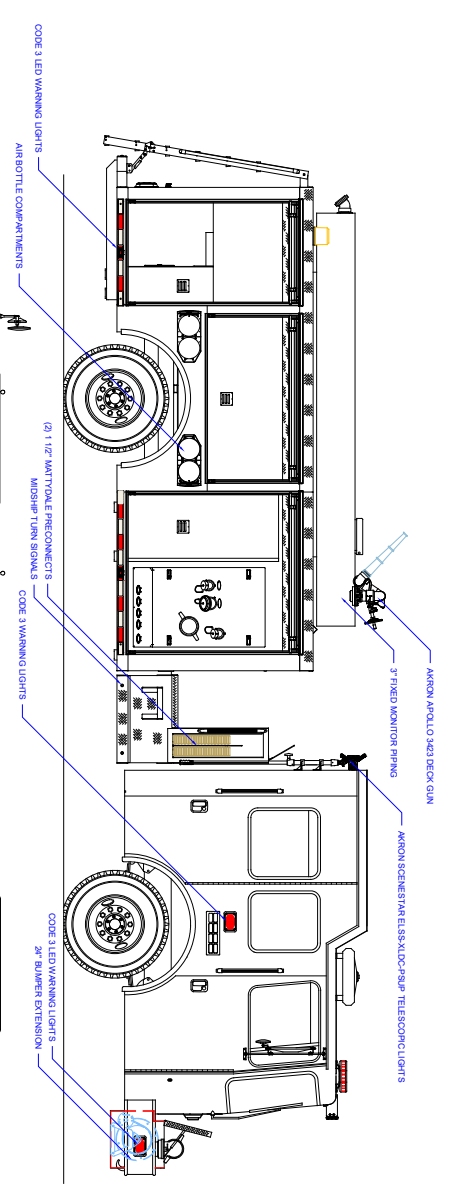 AKRON APOLLO 3423 DECK GUN
3" FIXED MONITOR PIPING
AKRON SCENESTAR ELSS-XLDC-PSUP TELESCOPIC LIGHTS
CODE 3 LED WARNING LIGHTS
AIR BOTTLE COMPARTMENTS
(2) 1 1/2" MATTYDALE PRECONNECTS
MIDSHIP TURN SIGNALS
CODE 3 WARNING LIGHTS
CODE 3 LED WARNING LIGHTS
24" BUMPER EXTENSION